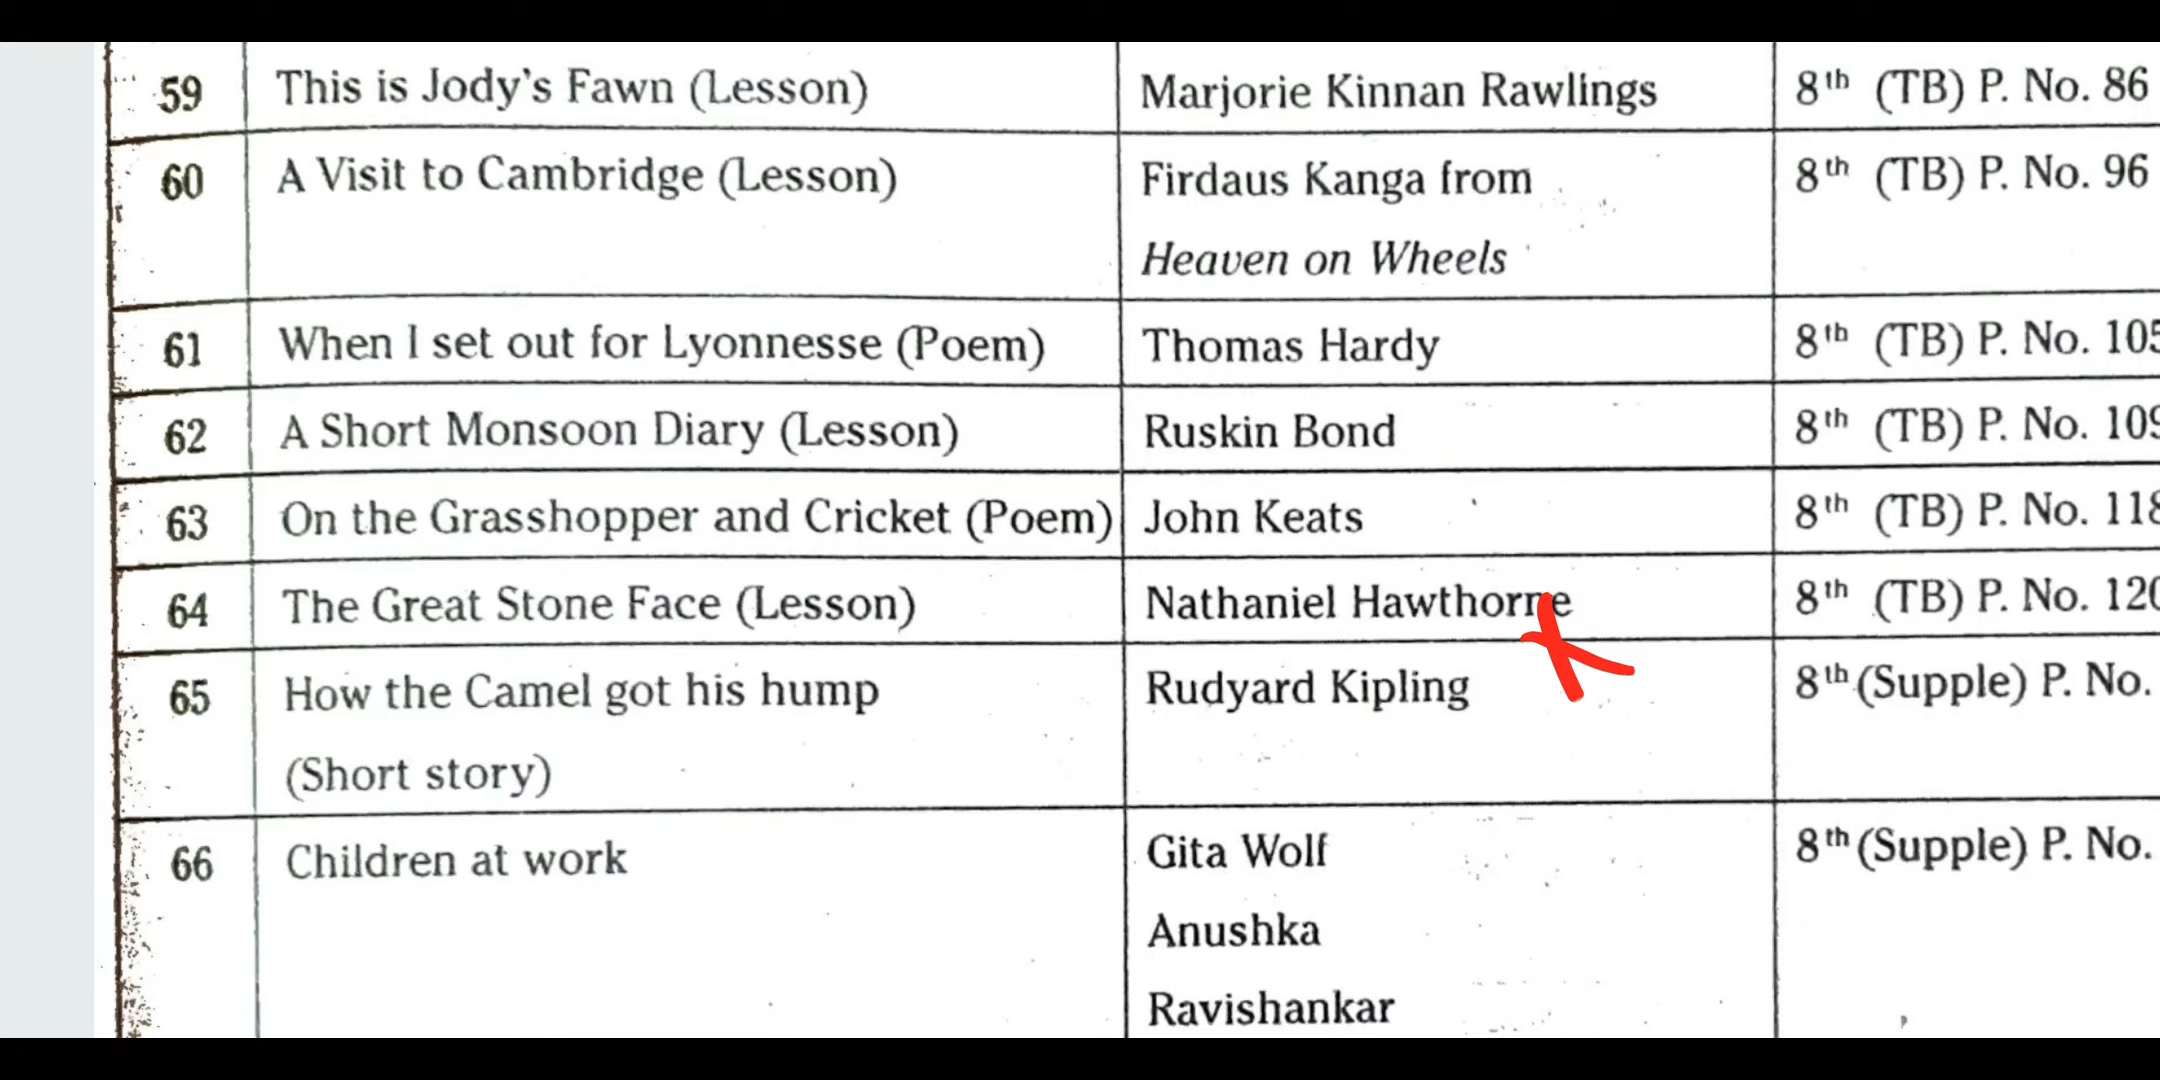 59 This is Jody's Fawn (Lesson) Marjorie Kinnan Rawlings 8th (TB) P. No. 86
60 A Visit to Cambridge (Lesson) Firdaus Kanga from 8th (TB) P. No. 96
Heaven on Wheels
61 When I set out for Lyonnesse (Poem) Thomas Hardy 8th (TB) P. No. 105
62 A Short Monsoon Diary (Lesson) Ruskin Bond 8th (TB) P. No. 109
63 On the Grasshopper and Cricket (Poem) John Keats 8th (TB) P. No. 118
64 The Great Stone Face (Lesson) Nathaniel Hawthorne 8th (TB) P. No. 120
65 How the Camel got his hump Rudyard Kipling 8th (Supple) P. No.
(Short story)
66 Children at work Gita Wolf 8th (Supple) P. No.
Anushka
Ravishankar